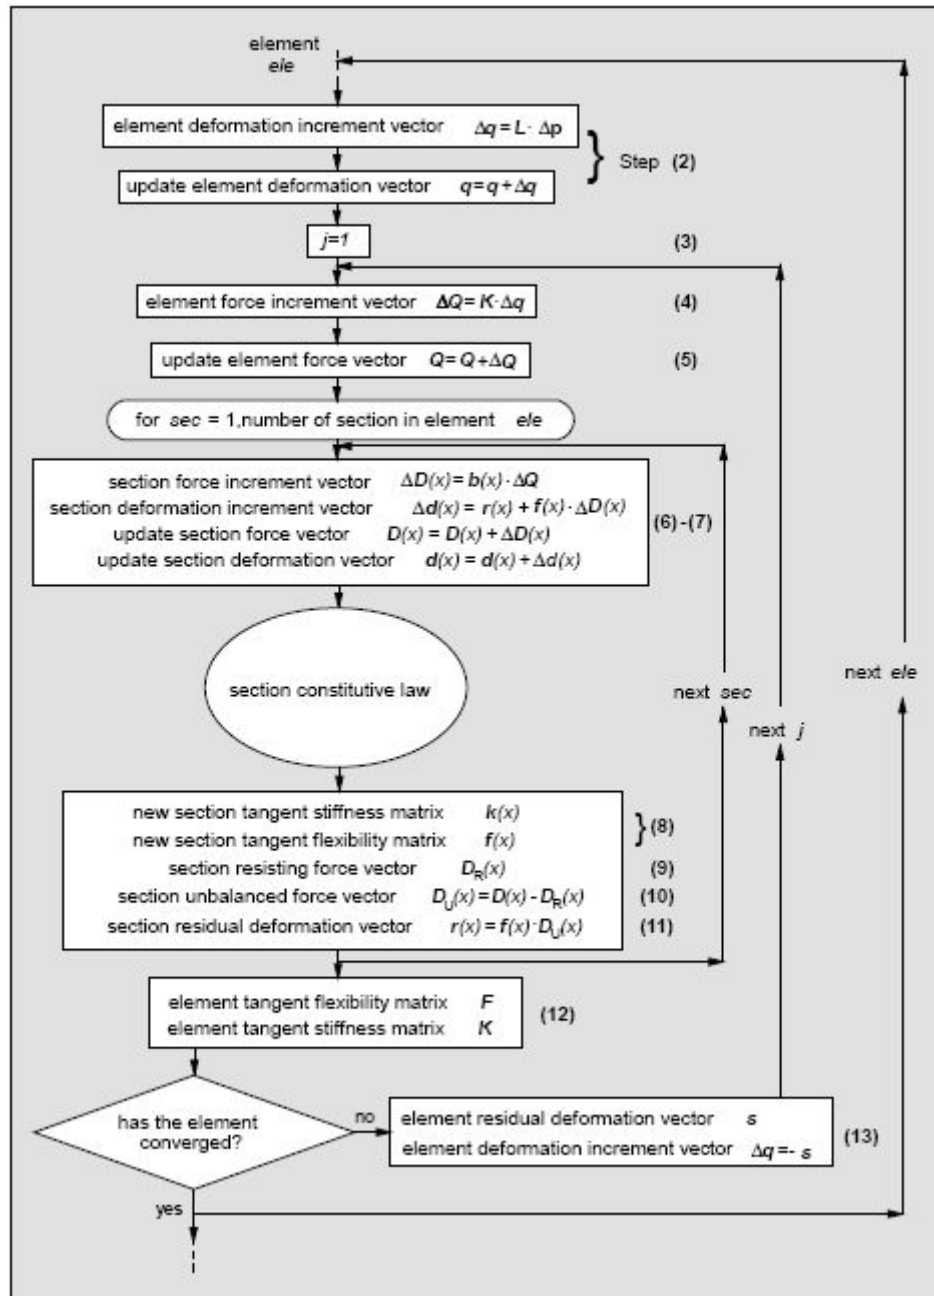 element
ele
element deformation increment vector Δq = L · Δp
Step (2)
update element deformation vector q = q + Δq
j=1 (3)
element force increment vector ΔQ = K · Δq (4)
update element force vector Q = Q + ΔQ (5)
for sec = 1,number of section in element ele
section force increment vector ΔD(x) = b(x) · ΔQ
section deformation increment vector Δd(x) = r(x) + f(x) · ΔD(x)
(6)-(7)
update section force vector D(x) = D(x) + ΔD(x)
update section deformation vector d(x) = d(x) + Δd(x)
section constitutive law
next ele
next sec
next j
new section tangent stiffness matrix k(x)
(8)
new section tangent flexibility matrix f(x)
section resisting force vector D_R(x) (9)
section unbalanced force vector D_U(x) = D(x) - D_R(x) (10)
section residual deformation vector r(x) = f(x) · D_U(x) (11)
element tangent flexibility matrix F
(12)
element tangent stiffness matrix K
has the element
converged?
no
element residual deformation vector s
element deformation increment vector Δq =- s
(13)
yes